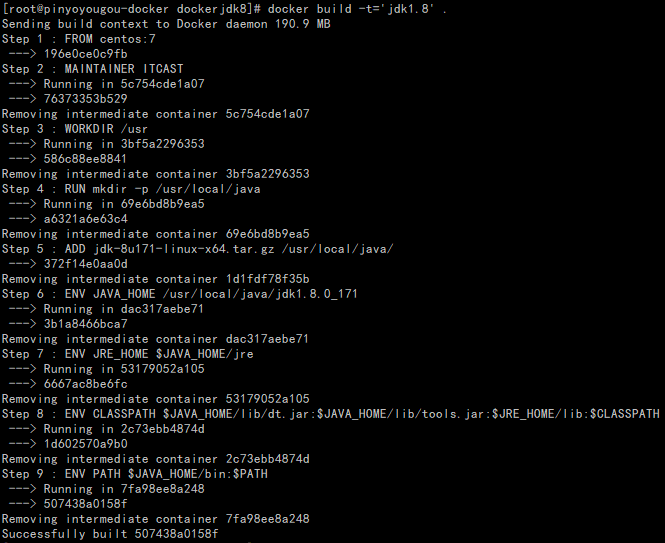 [root@pinyoyougou-docker dockerjdk8]# docker build -t='jdk1.8' .
Sending build context to Docker daemon 190.9 MB
Step 1 : FROM centos:7
 ---> 196e0ce0c9fb
Step 2 : MAINTAINER ITCAST
 ---> Running in 5c754cde1a07
 ---> 76373353b529
Removing intermediate container 5c754cde1a07
Step 3 : WORKDIR /usr
 ---> Running in 3bf5a2296353
 ---> 586c88ee8841
Removing intermediate container 3bf5a2296353
Step 4 : RUN mkdir -p /usr/local/java
 ---> Running in 69e6bd8b9ea5
 ---> a6321a6e63c4
Removing intermediate container 69e6bd8b9ea5
Step 5 : ADD jdk-8u171-linux-x64.tar.gz /usr/local/java/
 ---> 372f14e0aa0d
Removing intermediate container 1d1fdf78f35b
Step 6 : ENV JAVA_HOME /usr/local/java/jdk1.8.0_171
 ---> Running in dac317aebe71
 ---> 3b1a8466bca7
Removing intermediate container dac317aebe71
Step 7 : ENV JRE_HOME $JAVA_HOME/jre
 ---> Running in 53179052a105
 ---> 6667ac8be6fc
Removing intermediate container 53179052a105
Step 8 : ENV CLASSPATH $JAVA_HOME/lib/dt.jar:$JAVA_HOME/lib/tools.jar:$JRE_HOME/lib:$CLASSPATH
 ---> Running in 2c73ebb4874d
 ---> 1d602570a9b0
Removing intermediate container 2c73ebb4874d
Step 9 : ENV PATH $JAVA_HOME/bin:$PATH
 ---> Running in 7fa98ee8a248
 ---> 507438a0158f
Removing intermediate container 7fa98ee8a248
Successfully built 507438a0158f